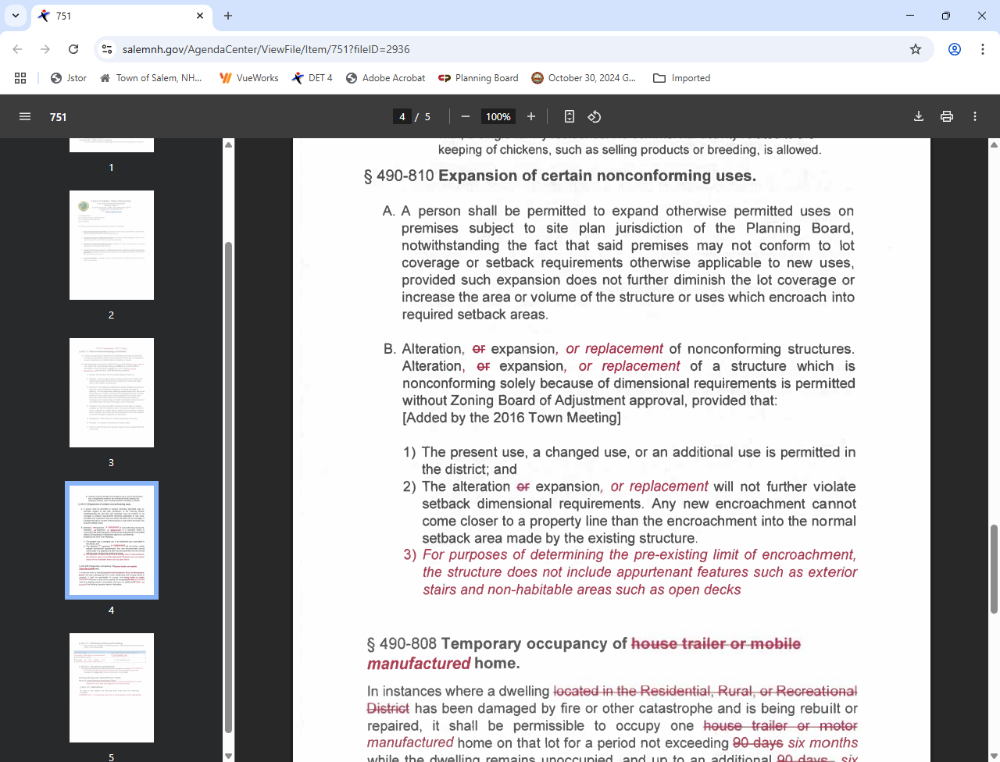 751
salemnh.gov/AgendaCenter/ViewFile/Item/751?fileID=2936
Jstor
Town of Salem, NH...
VueWorks
DET 4
Adobe Acrobat
Planning Board
October 30, 2024 G...
Imported
751
4 / 5
100%
1
2
3
4
5
keeping of chickens, such as selling products or breeding, is allowed.
§ 490-810 Expansion of certain nonconforming uses.
A. A person shall be permitted to expand otherwise permitted uses on
premises subject to site plan jurisdiction of the Planning Board,
notwithstanding the fact that said premises may not conform to lot
coverage or setback requirements otherwise applicable to new uses,
provided such expansion does not further diminish the lot coverage or
increase the area or volume of the structure or uses which encroach into
required setback areas.
B. Alteration, or expansion, or replacement of nonconforming structures.
Alteration, or expansion, or replacement of a structure which is
nonconforming solely because of dimensional requirements is permitted
without Zoning Board of Adjustment approval, provided that:
[Added by the 2016 Town Meeting]
1) The present use, a changed use, or an additional use is permitted in
the district; and
2) The alteration or expansion, or replacement will not further violate
setback dimensional requirements. Any new encroachment cannot
come closer to a property line than the encroachment into the normal
setback area made by the existing structure.
3) For purposes of determining the pre-existing limit of encroachment,
the structure does not include appurtenant features such as exterior
stairs and non-habitable areas such as open decks
§ 490-808 Temporary occupancy of house trailer or mobile
manufactured home.
In instances where a dwelling located in the Residential, Rural, or Recreational
District has been damaged by fire or other catastrophe and is being rebuilt or
repaired, it shall be permissible to occupy one house trailer or motor
manufactured home on that lot for a period not exceeding 90 days six months
while the dwelling remains unoccupied, and up to an additional 90 days six